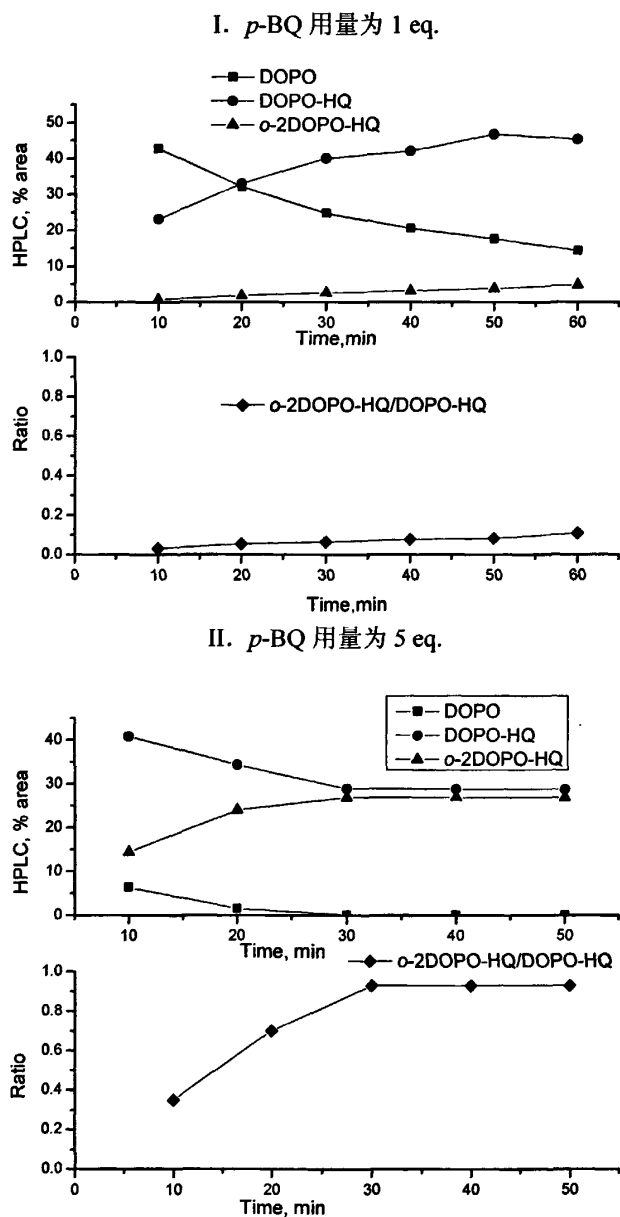 I. p-BQ 用量为 1 eq.
DOPO
DOPO-HQ
o-2DOPO-HQ
HPLC, % area
50
40
30
20
10
0
0 10 20 30 40 50 60
Time,min
Ratio
1.0
0.8
0.6
0.4
0.2
0.0
o-2DOPO-HQ/DOPO-HQ
0 10 20 30 40 50 60
Time,min
II. p-BQ 用量为 5 eq.
DOPO
DOPO-HQ
o-2DOPO-HQ
HPLC, % area
40
30
20
10
0
0 10 20 30 40 50
Time, min
o-2DOPO-HQ/DOPO-HQ
Ratio
1.0
0.8
0.6
0.4
0.2
0.0
0 10 20 30 40 50
Time, min